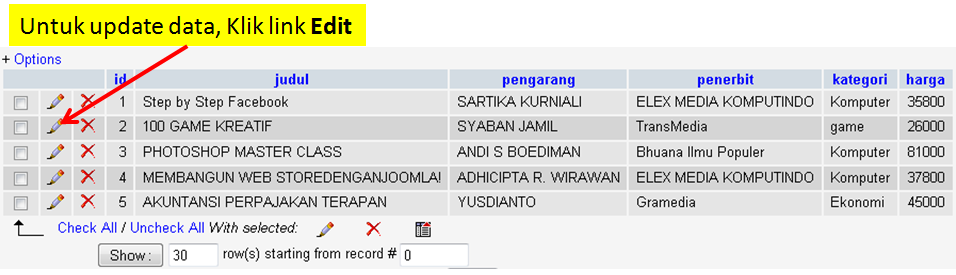 Untuk update data, Klik link Edit
+ Options
id judul pengarang penerbit kategori harga
1 Step by Step Facebook SARTIKA KURNIALI ELEX MEDIA KOMPUTINDO Komputer 35800
2 100 GAME KREATIF SYABAN JAMIL TransMedia game 26000
3 PHOTOSHOP MASTER CLASS ANDI S BOEDIMAN Bhuana Ilmu Populer Komputer 81000
4 MEMBANGUN WEB STOREDENGANJOOMLA! ADHICIPTA R. WIRAWAN ELEX MEDIA KOMPUTINDO Komputer 37800
5 AKUNTANSI PERPAJAKAN TERAPAN YUSDIANTO Gramedia Ekonomi 45000
Check All / Uncheck All With selected:
Show : 30 row(s) starting from record # 0